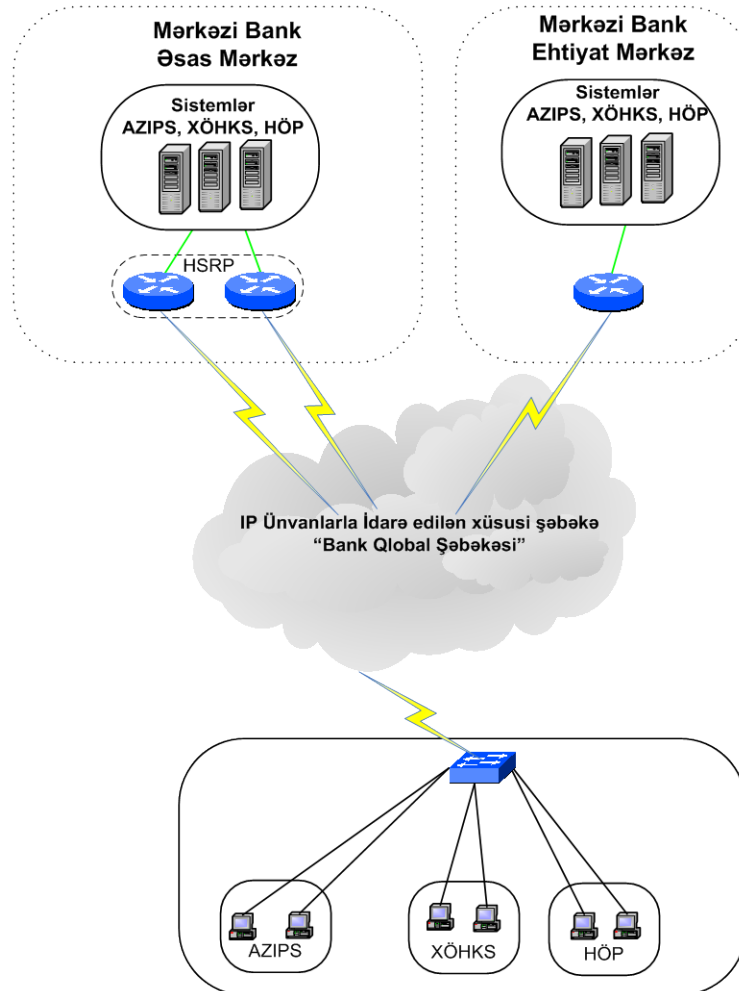 Mərkəzi Bank
Əsas Mərkəz
Sistemlər
AZIPS, XÖHKS, HÖP
HSRP
Mərkəzi Bank
Ehtiyat Mərkəz
Sistemlər
AZIPS, XÖHKS, HÖP
IP Ünvanlarla İdarə edilən xüsusi şəbəkə
“Bank Qlobal Şəbəkəsi”
AZIPS
XÖHKS
HÖP